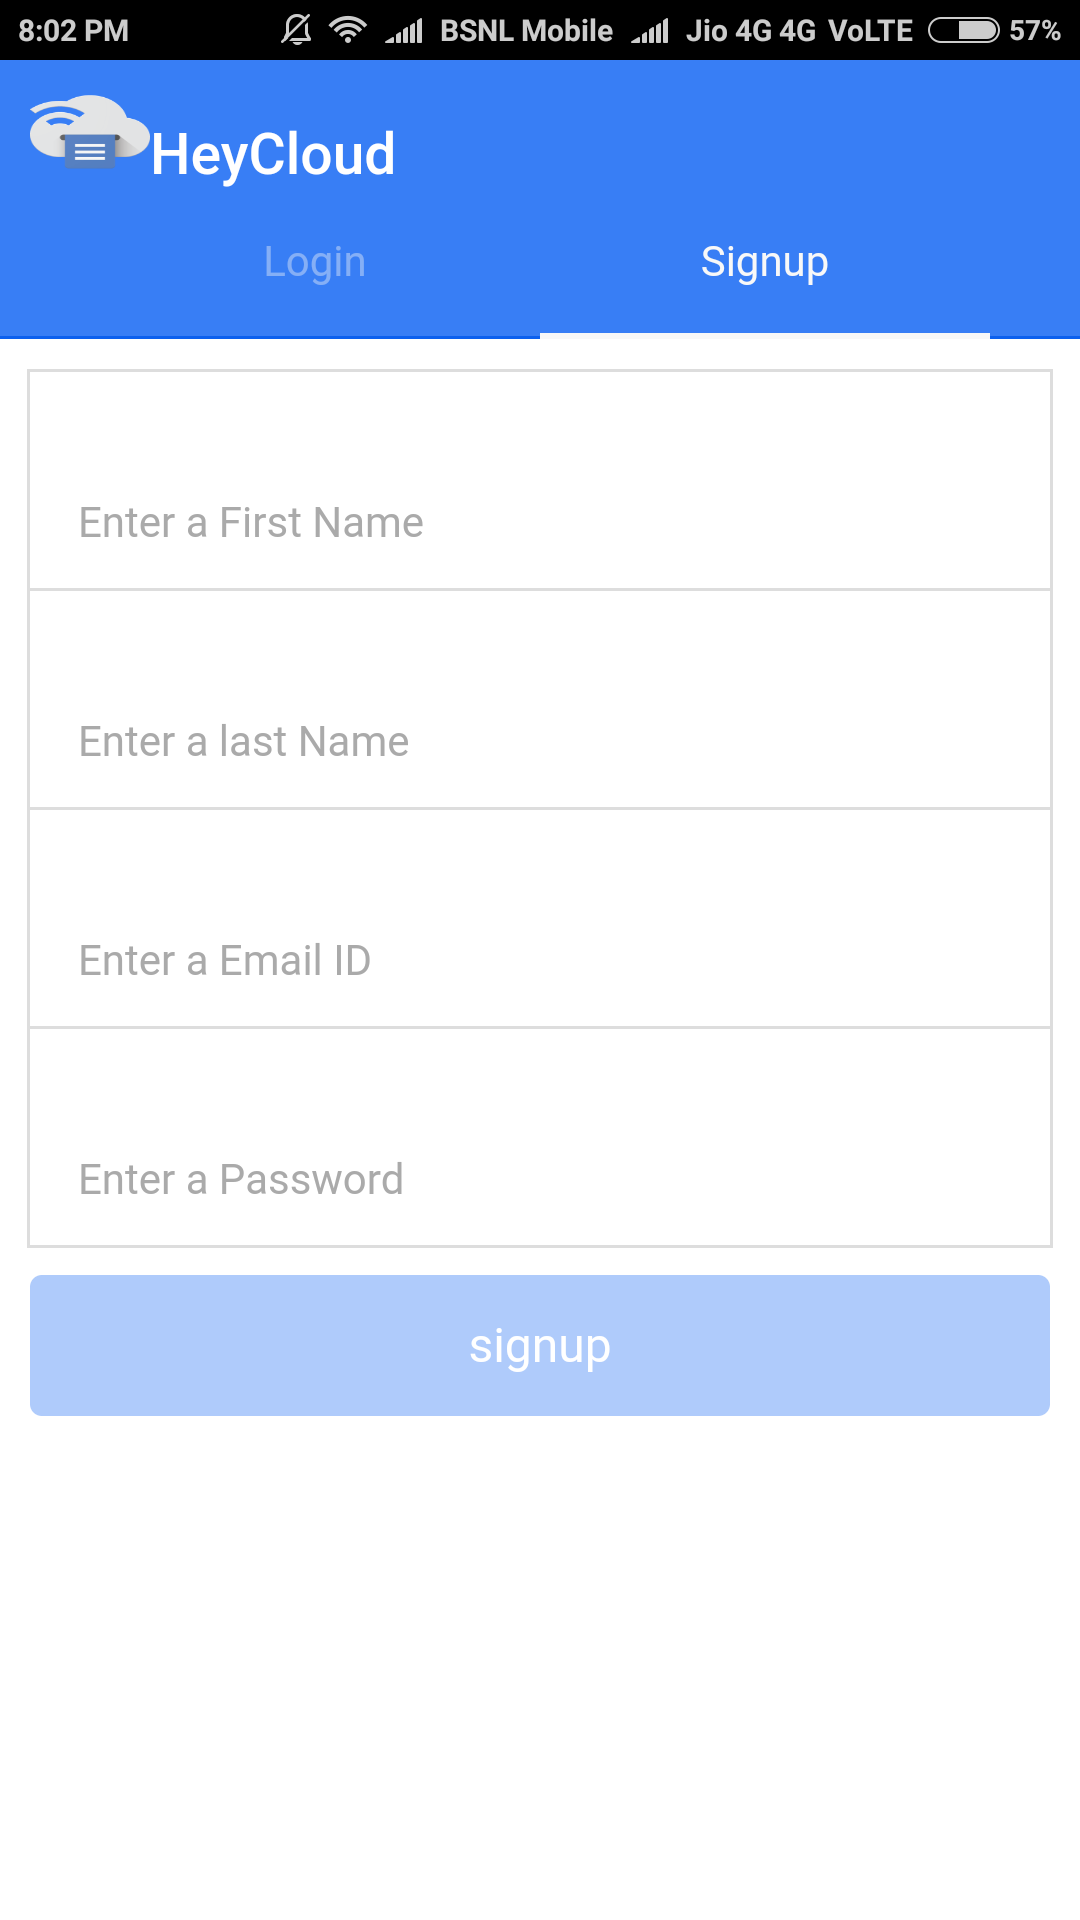 8:02 PM BSNL Mobile Jio 4G 4G VoLTE 57%
HeyCloud
Login Signup
Enter a First Name
Enter a last Name
Enter a Email ID
Enter a Password
signup